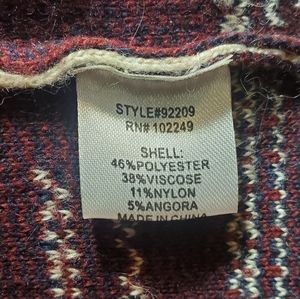 STYLE#92209
RN# 102249
SHELL:
46%POLYESTER
38%VISCOSE
11%NYLON
5%ANGORA
MADE IN CHINA